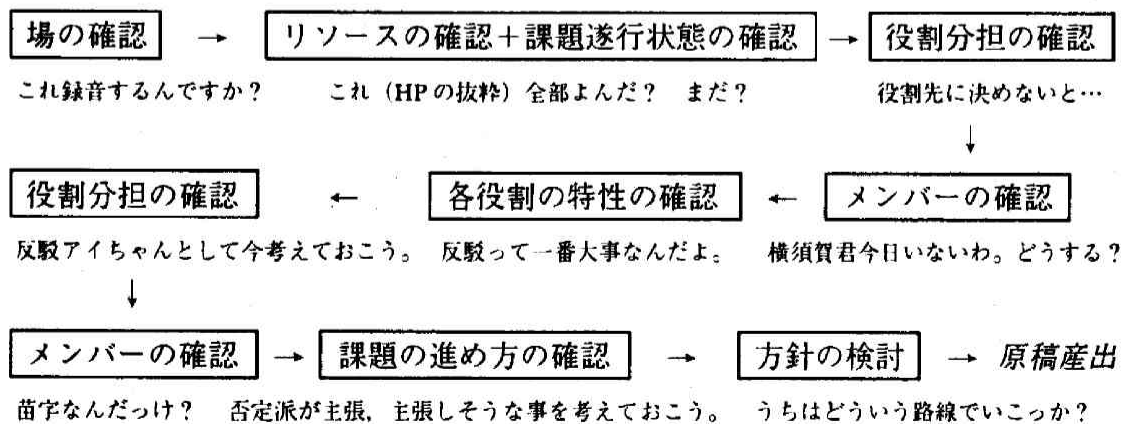 場の確認 → リソースの確認＋課題遂行状態の確認 → 役割分担の確認
これ録音するんですか？ これ（HPの抜粋）全部よんだ？ まだ？ 役割先に決めないと…
↓
役割分担の確認 ← 各役割の特性の確認 ← メンバーの確認
反駁アイちゃんとして今考えておこう。 反駁って一番大事なんだよ。 横須賀君今日いないわ。どうする？
↓
メンバーの確認 → 課題の進め方の確認 → 方針の検討 → 原稿産出
苗字なんだっけ？ 否定派が主張，主張しそうな事を考えておこう。 うちはどういう路線でいこっか？